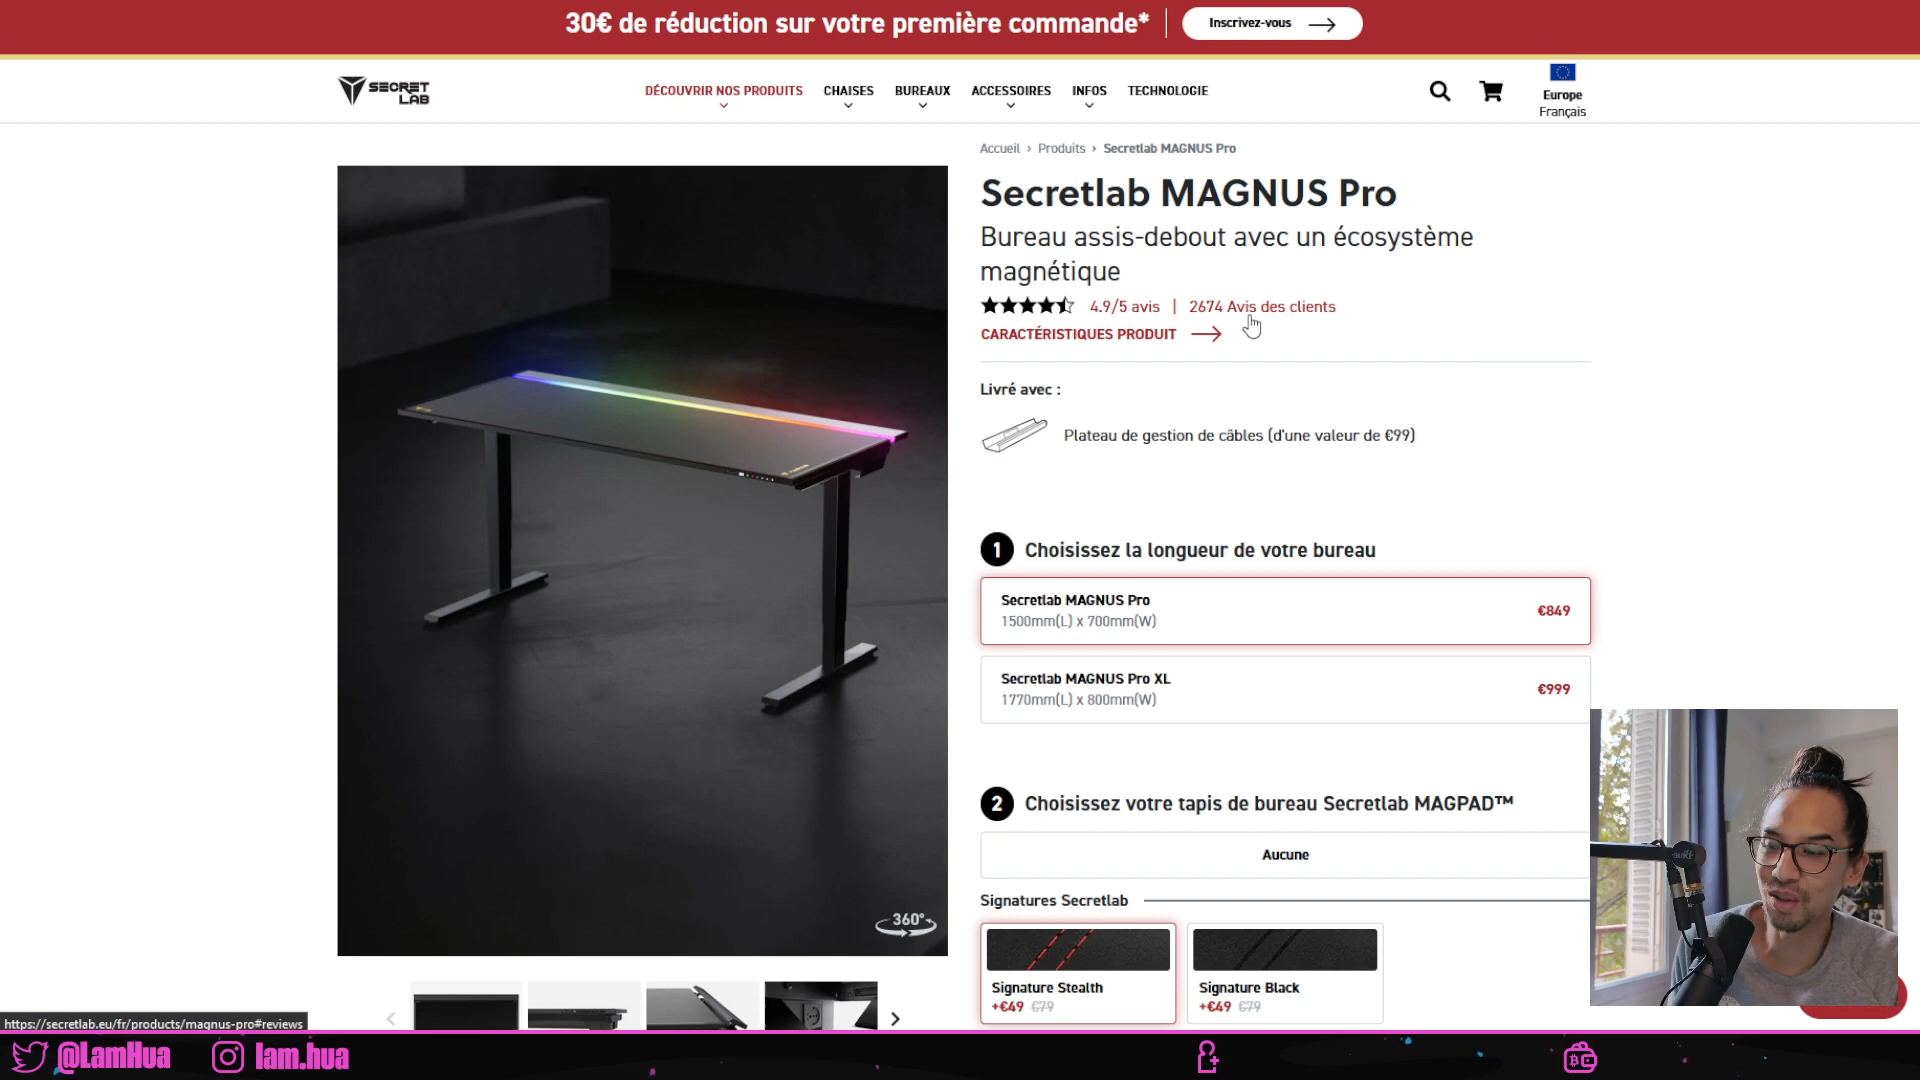 30€ de réduction sur votre première commande*
Inscrivez-vous
SECRET
LAB
DÉCOUVRIR NOS PRODUITS
CHAISES
BUREAUX
ACCESSOIRES
INFOS
TECHNOLOGIE
Europe
Français
Accueil › Produits › Secretlab MAGNUS Pro
Secretlab MAGNUS Pro
Bureau assis-debout avec un écosystème
magnétique
4.9/5 avis | 2674 Avis des clients
CARACTÉRISTIQUES PRODUIT
Livré avec :
Plateau de gestion de câbles (d'une valeur de €99)
1 Choisissez la longueur de votre bureau
Secretlab MAGNUS Pro
1500mm(L) x 700mm(W)
€849
Secretlab MAGNUS Pro XL
1770mm(L) x 800mm(W)
€999
2 Choisissez votre tapis de bureau Secretlab MAGPAD™
Aucune
Signatures Secretlab
Signature Stealth
+€49 €79
Signature Black
+€49 €79
360°
https://secretlab.eu/fr/products/magnus-pro#reviews
@LamHua
lam.hua